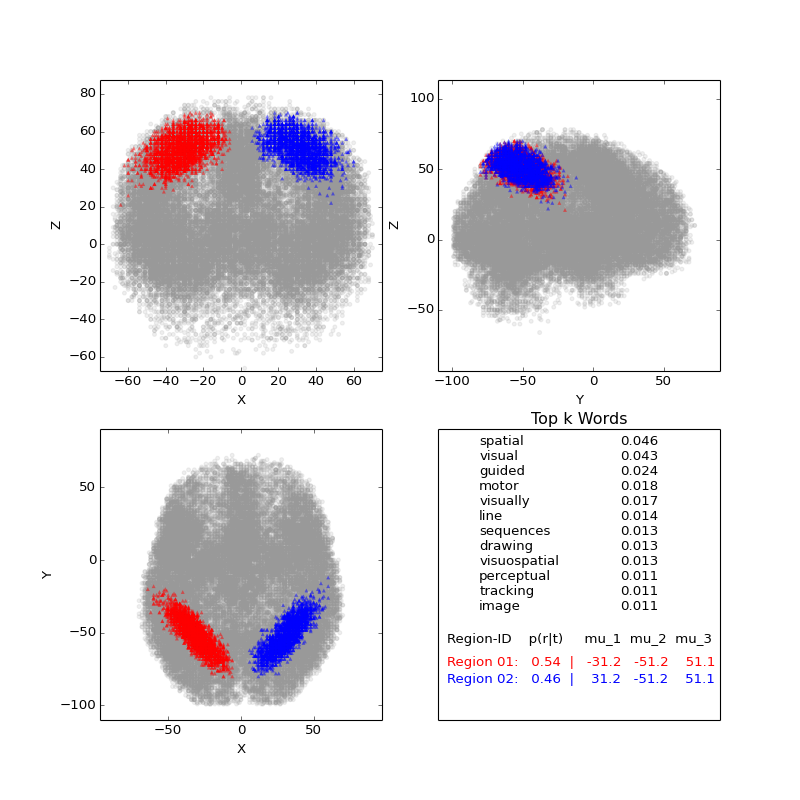 80
60
40
20
0
−20
−40
−60
Z
−60 −40 −20 0 20 40 60
X
100
50
0
−50
Z
−100 −50 0 50
Y
50
0
−50
−100
Y
−50 0 50
X
Top k Words
spatial 0.046
visual 0.043
guided 0.024
motor 0.018
visually 0.017
line 0.014
sequences 0.013
drawing 0.013
visuospatial 0.013
perceptual 0.011
tracking 0.011
image 0.011
Region-ID p(r|t) mu_1 mu_2 mu_3
Region 01: 0.54 | -31.2 -51.2 51.1
Region 02: 0.46 | 31.2 -51.2 51.1